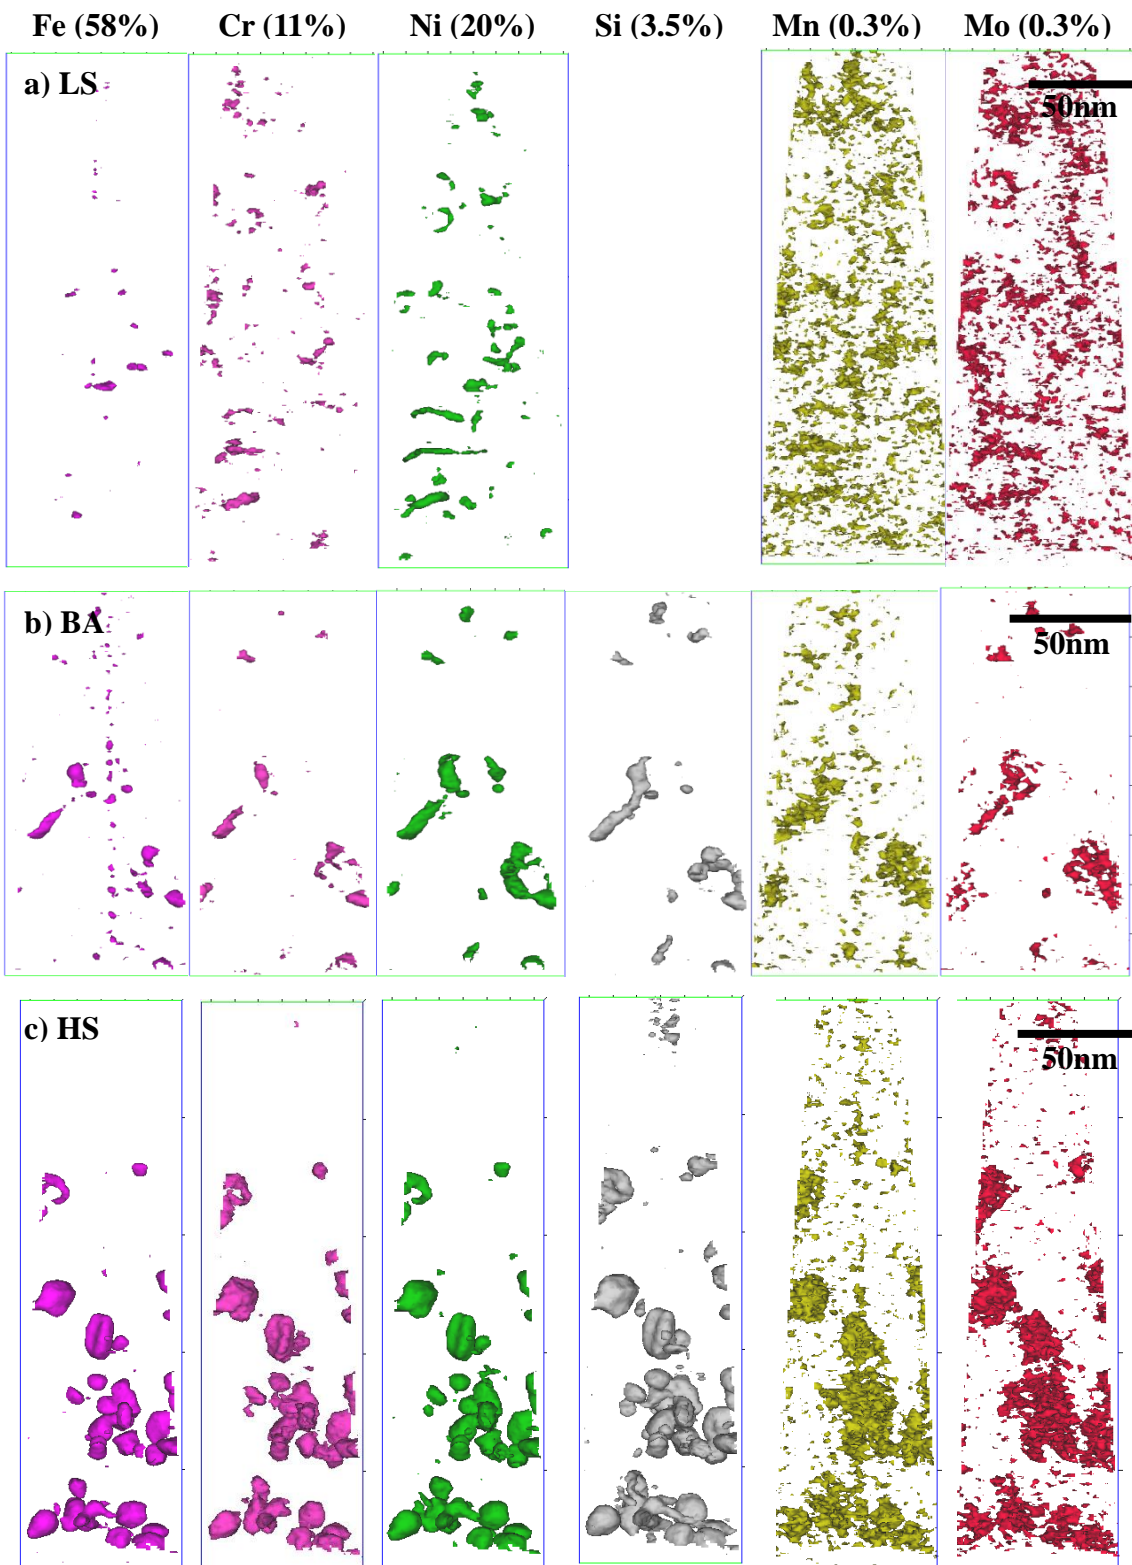 Fe (58%) Cr (11%) Ni (20%) Si (3.5%) Mn (0.3%) Mo (0.3%)
a) LS
50nm
b) BA
50nm
c) HS
50nm